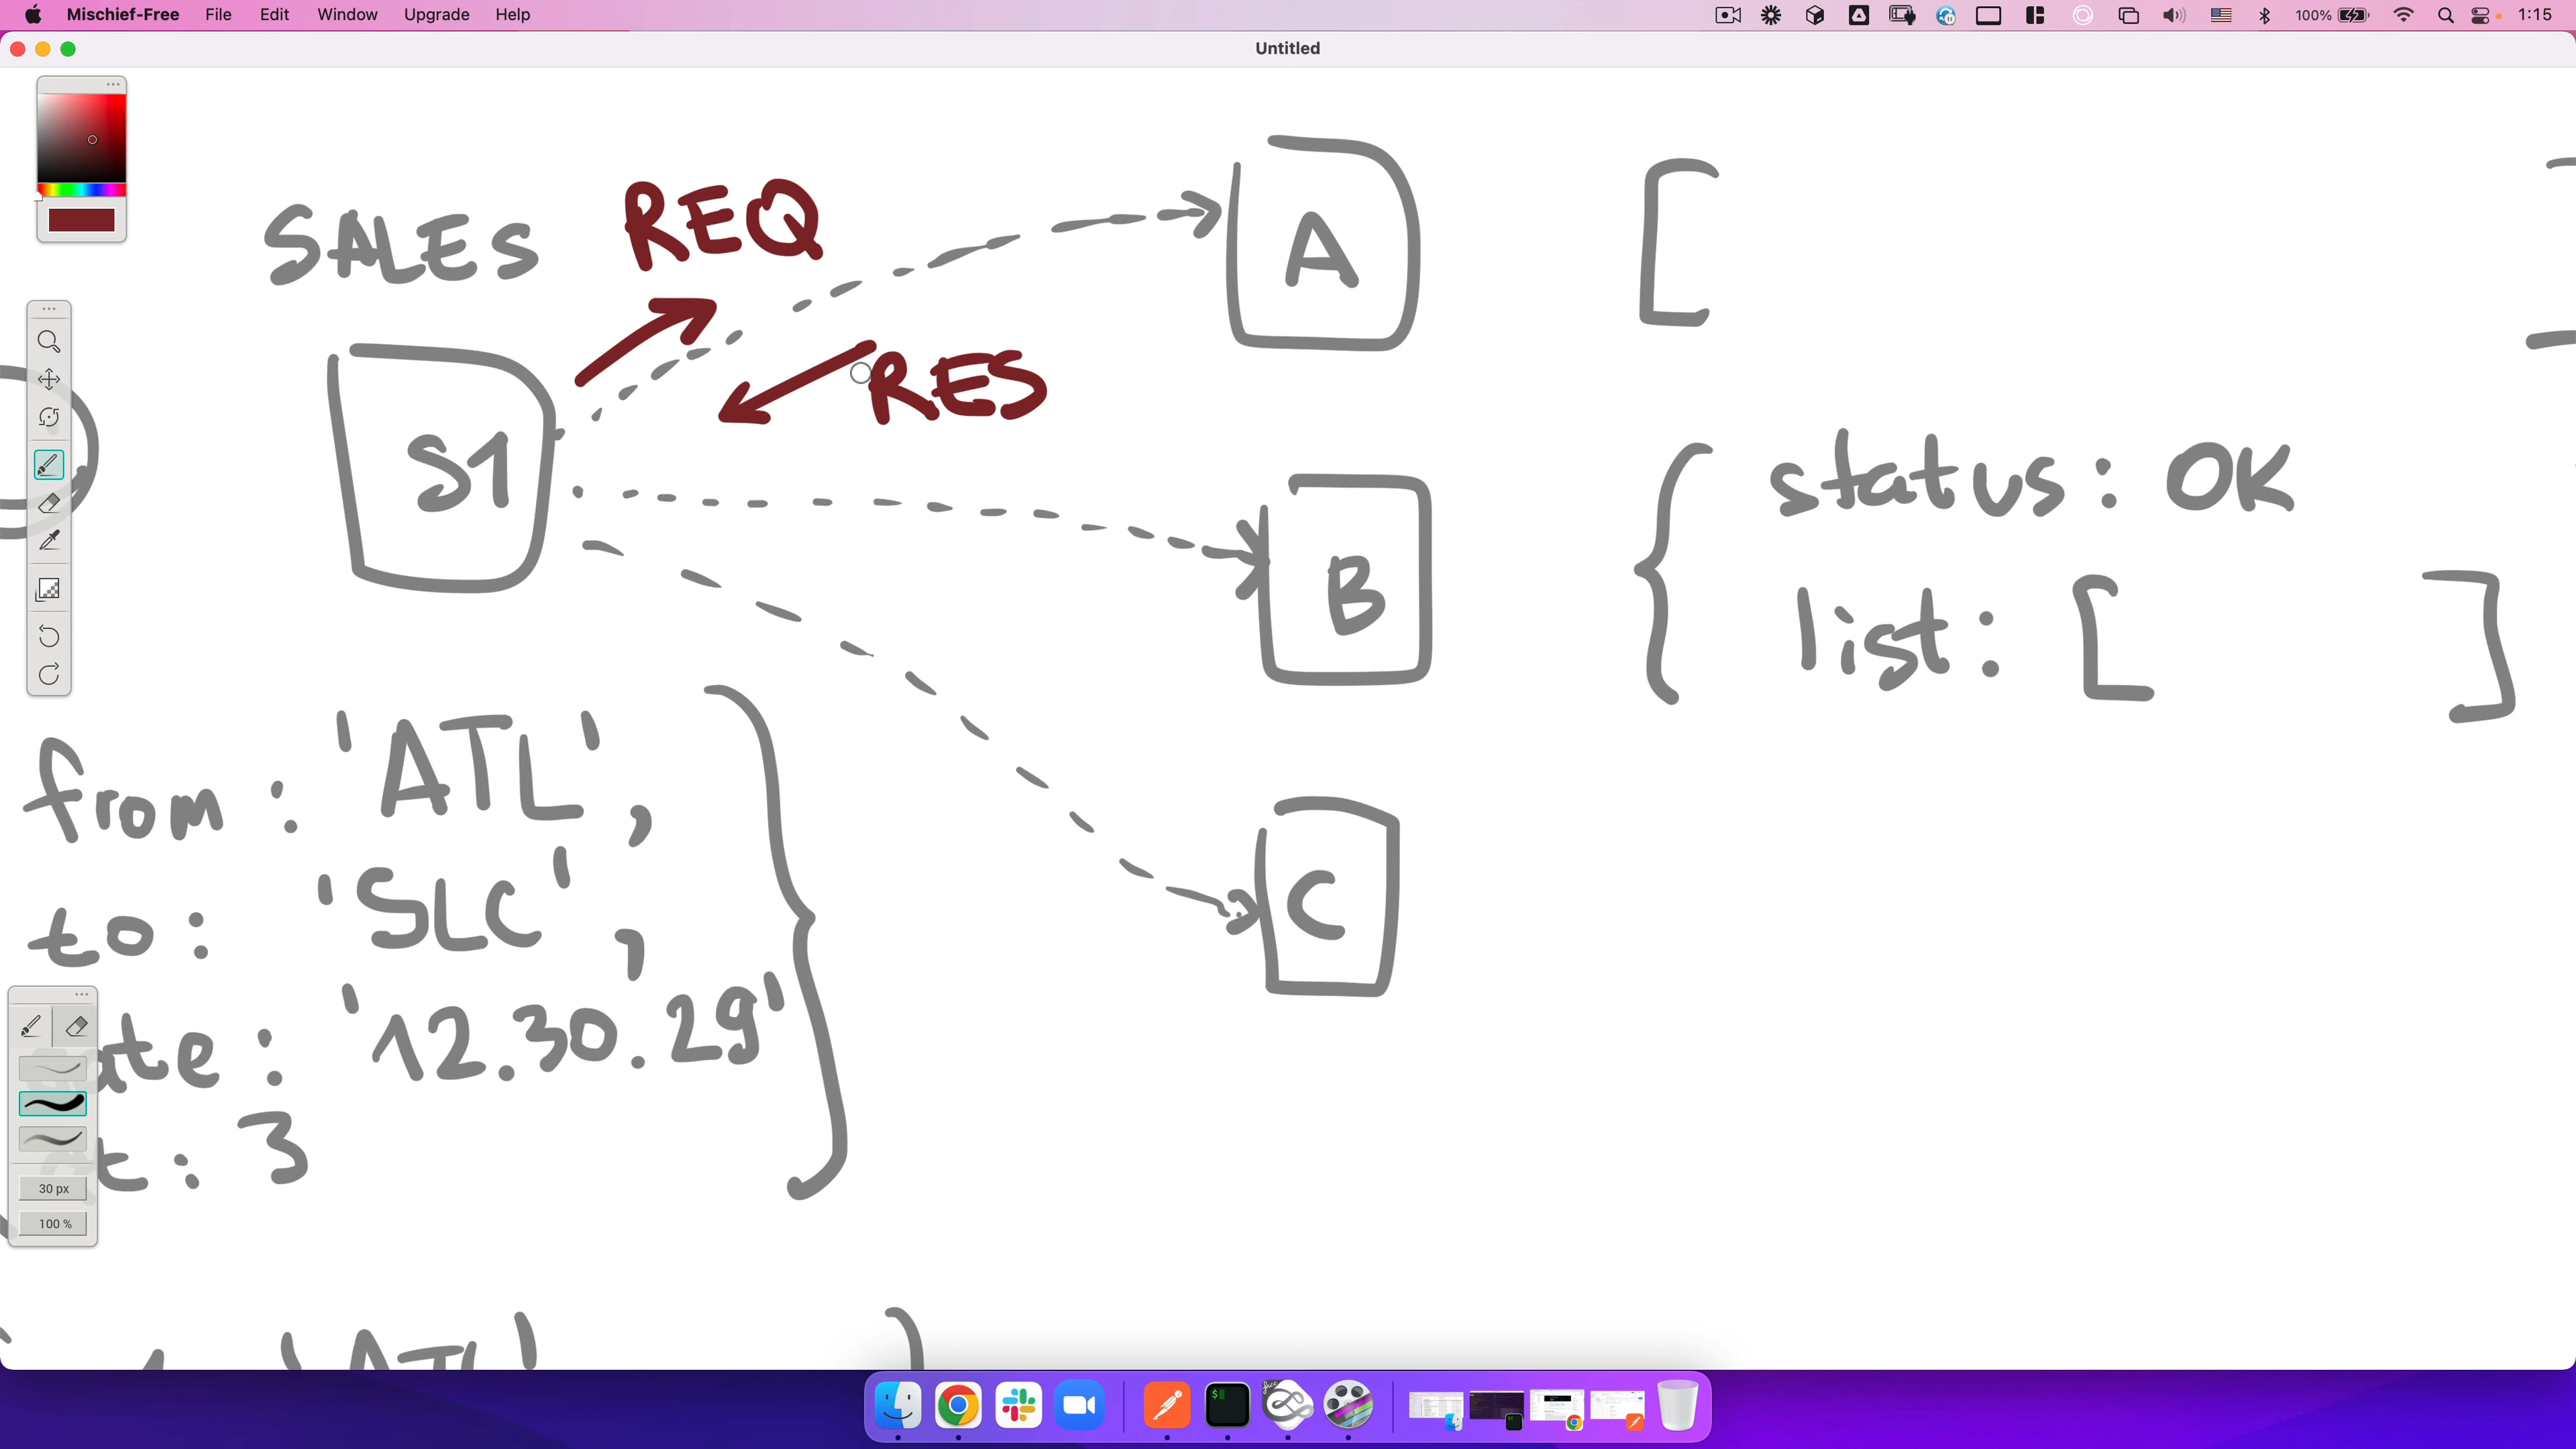 Mischief-Free File Edit Window Upgrade Help 100% 1:15
Untitled
SALES REQ
A
[
RES
S1
status: OK
B
{
list: [ ]
from: 'ATL',
to: 'SLC',
ate: '12.30.29'
t: 3
}
C
30 px
100 %
'ATL'